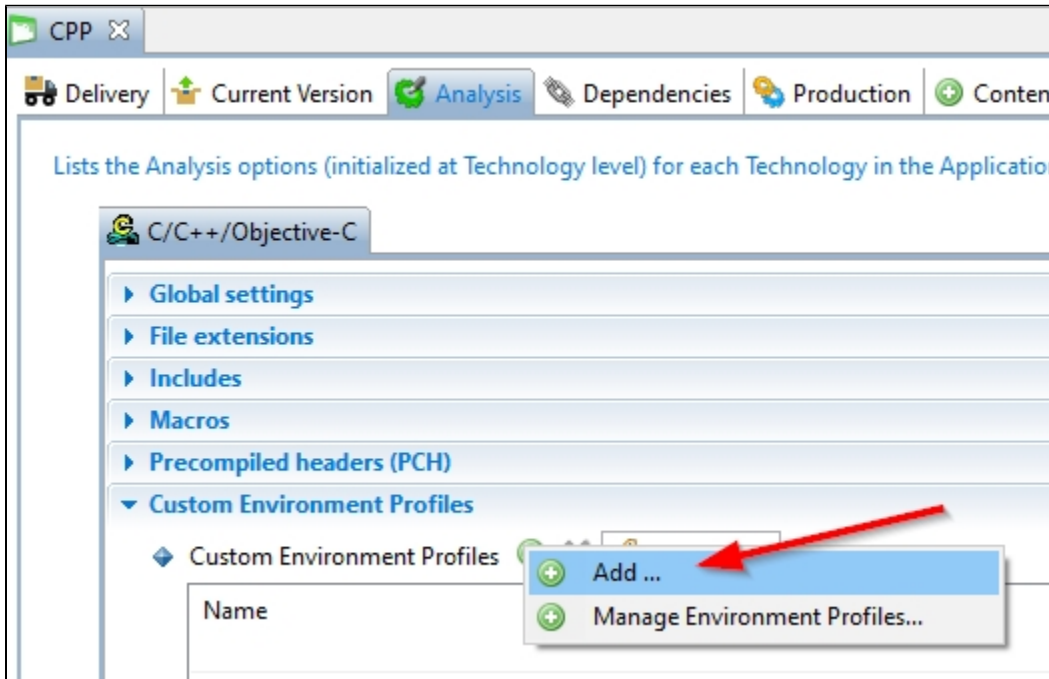 CPP
Delivery Current Version Analysis Dependencies Production Conten
Lists the Analysis options (initialized at Technology level) for each Technology in the Applicatio
C/C++/Objective-C
Global settings
File extensions
Includes
Macros
Precompiled headers (PCH)
Custom Environment Profiles
Custom Environment Profiles
Add ...
Name
Manage Environment Profiles...